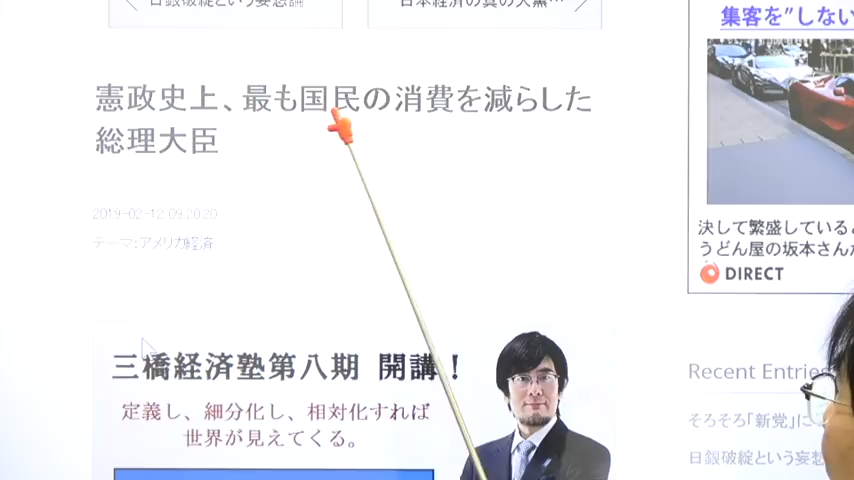 日銀破綻という妄想論
日本経済の真の大黒…
憲政史上、最も国民の消費を減らした
総理大臣
2019-02-12 09:20:20
テーマ:アメリカ経済
三橋経済塾第八期 開講！
定義し、細分化し、相対化すれば
世界が見えてくる。
集客を”しない
決して繁盛している
うどん屋の坂本さん
DIRECT
Recent Entries
そろそろ「新党」に
日銀破綻という妄想